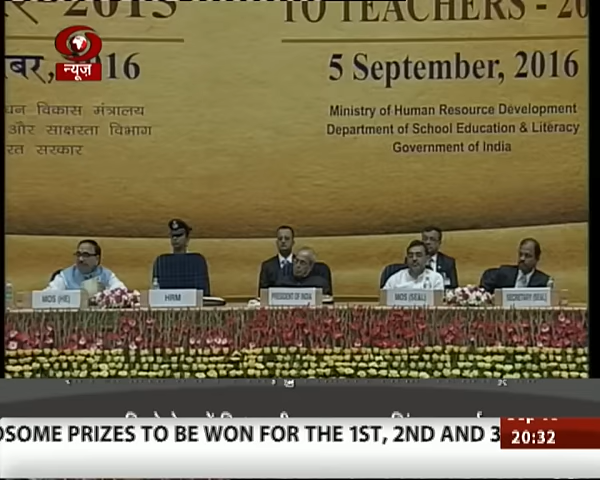 2015
TO TEACHERS - 20
न्यूज़
बर, 2016
5 September, 2016
धन विकास मंत्रालय
और साक्षरता विभाग
रत सरकार
Ministry of Human Resource Development
Department of School Education & Literacy
Government of India
MOS (HE)
HRM
PRESIDENT OF INDIA
MOS (SE&L)
SECRETARY (SE&L)
OSOME PRIZES TO BE WON FOR THE 1ST, 2ND AND 3
20:32